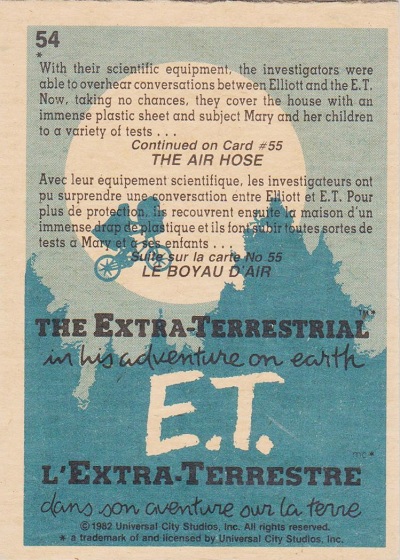 54
*
With their scientific equipment, the investigators were
able to overhear conversations between Elliott and the E.T.
Now, taking no chances, they cover the house with an
immense plastic sheet and subject Mary and her children
to a variety of tests . . .
Continued on Card #55
THE AIR HOSE
Avec leur équipement scientifique, les investigateurs ont
pu surprendre une conversation entre Elliot et E.T. Pour
plus de protection, ils recouvrent ensuite la maison d'un
immense drap de plastique et ils font subir toutes sortes de
tests a Mary et a ses enfants . . .
Suite sur la carte No 55
LE BOYAU D'AIR
THE EXTRA-TERRESTRIAL™*
in his adventure on earth
E.T.
mc*
L'EXTRA-TERRESTRE
dans son aventure sur la terre
©1982 Universal City Studios, Inc. All rights reserved.
* a trademark of and licensed by Universal City Studios, Inc.